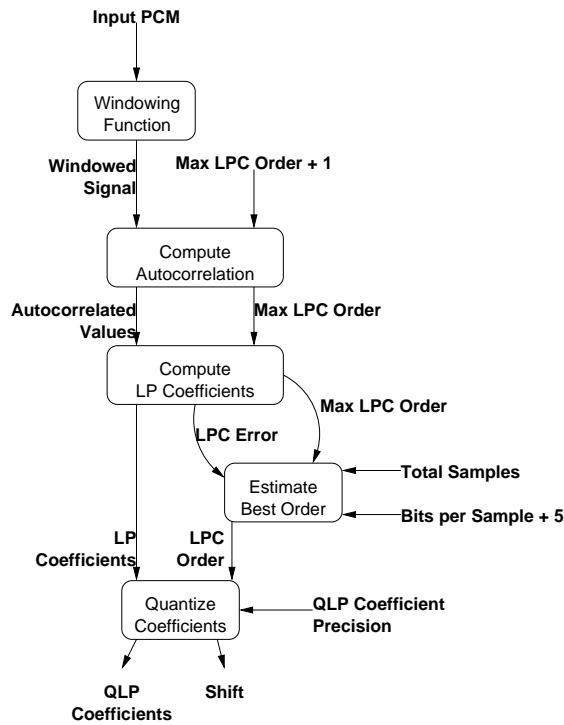 Input PCM
Windowing
Function
Windowed
Signal
Max LPC Order + 1
Compute
Autocorrelation
Autocorrelated
Values
Max LPC Order
Compute
LP Coefficients
Max LPC Order
LPC Error
Total Samples
Estimate
Best Order
Bits per Sample + 5
LP
Coefficients
LPC
Order
Quantize
Coefficients
QLP Coefficient
Precision
QLP
Coefficients
Shift